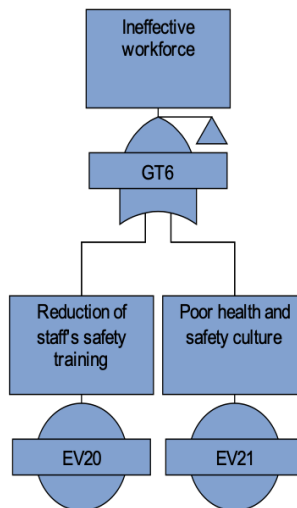 Ineffective
workforce
GT6
Reduction of
staff's safety
training
Poor health and
safety culture
EV20
EV21